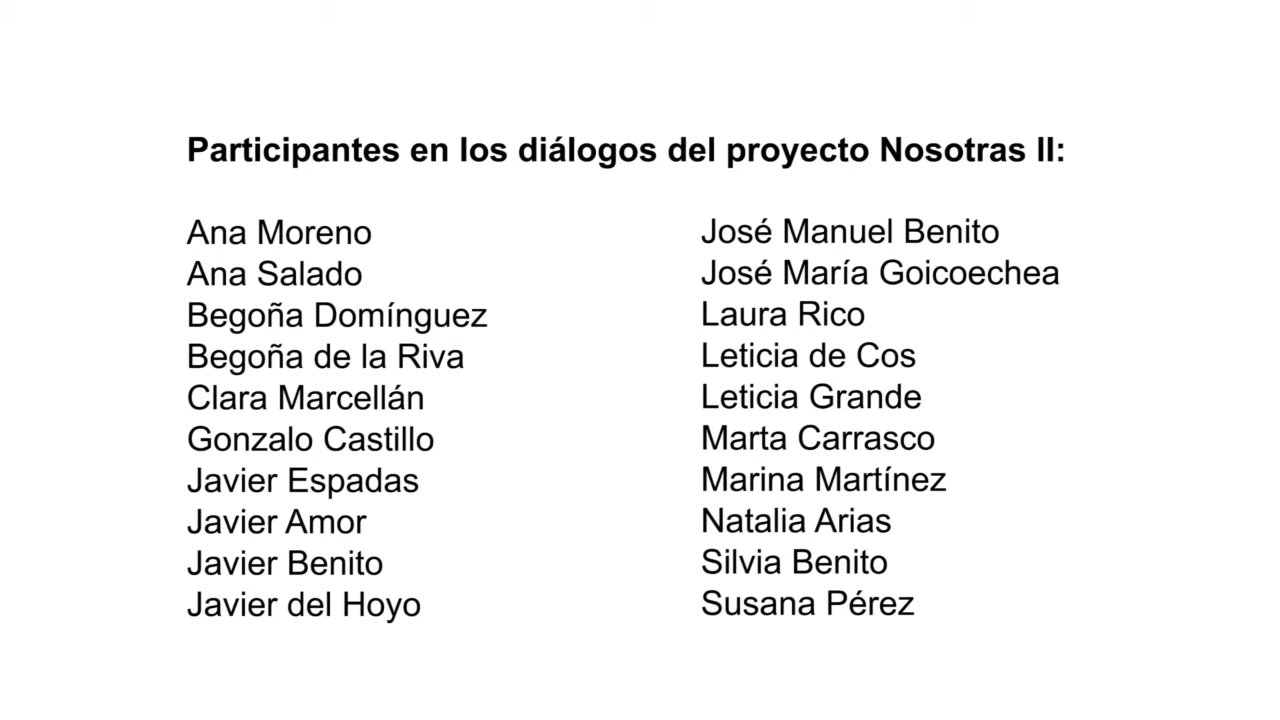 Participantes en los diálogos del proyecto Nosotras II:
Ana Moreno
Ana Salado
Begoña Domínguez
Begoña de la Riva
Clara Marcellán
Gonzalo Castillo
Javier Espadas
Javier Amor
Javier Benito
Javier del Hoyo
José Manuel Benito
José María Goicoechea
Laura Rico
Leticia de Cos
Leticia Grande
Marta Carrasco
Marina Martínez
Natalia Arias
Silvia Benito
Susana Pérez